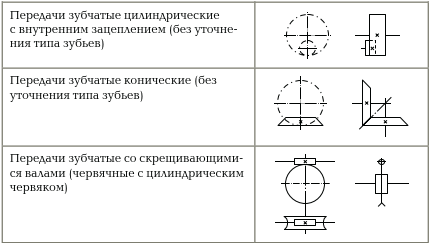 Передачи зубчатые цилиндрические
с внутренним зацеплением (без уточне-
ния типа зубьев)
Передачи зубчатые конические (без
уточнения типа зубьев)
Передачи зубчатые со скрещивающими-
ся валами (червячные с цилиндрическим
червяком)